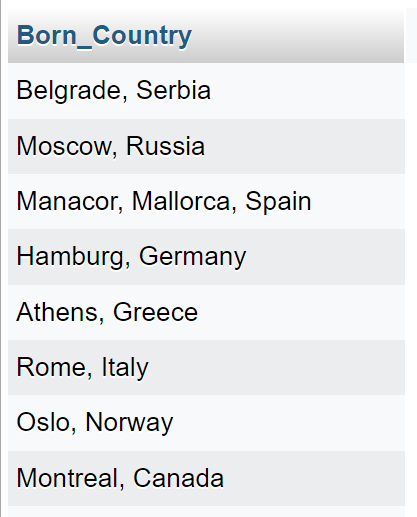 Born_Country
Belgrade, Serbia
Moscow, Russia
Manacor, Mallorca, Spain
Hamburg, Germany
Athens, Greece
Rome, Italy
Oslo, Norway
Montreal, Canada